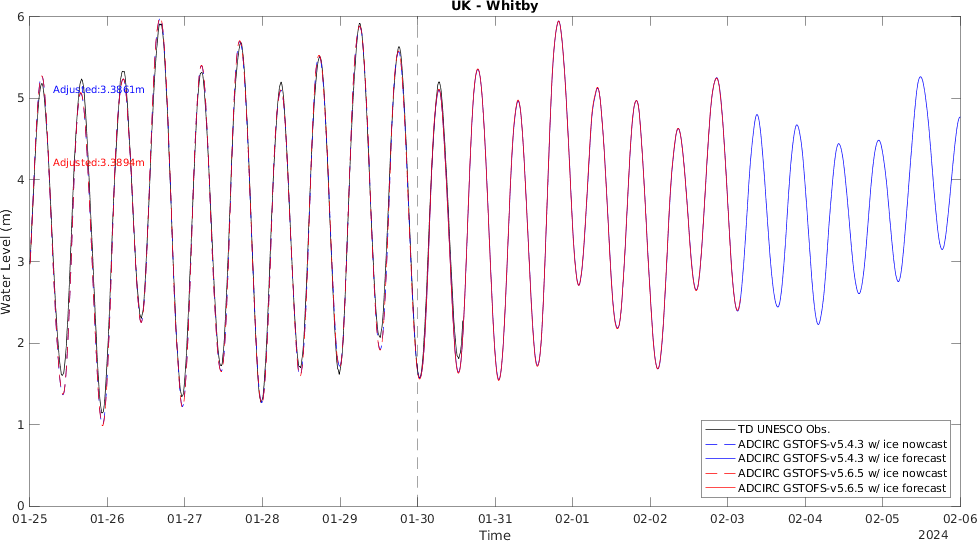 UK - Whitby
6
5
4
3
2
1
0
Water Level (m)
Adjusted:3.3861m
Adjusted:3.3894m
TD UNESCO Obs.
ADCIRC GSTOFS-v5.4.3 w/ ice nowcast
ADCIRC GSTOFS-v5.4.3 w/ ice forecast
ADCIRC GSTOFS-v5.6.5 w/ ice nowcast
ADCIRC GSTOFS-v5.6.5 w/ ice forecast
01-25 01-26 01-27 01-28 01-29 01-30 01-31 02-01 02-02 02-03 02-04 02-05 02-06
Time
2024